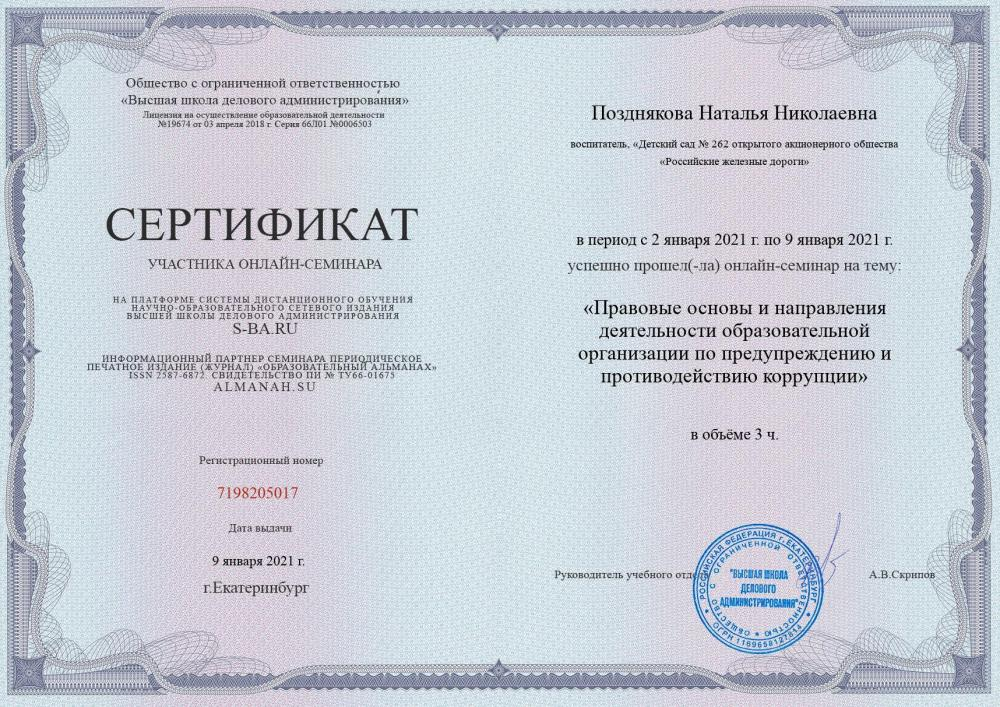 Общество с ограниченной ответственностью
«Высшая школа делового администрирования»
Лицензия на осуществление образовательной деятельности
№19674 от 03 апреля 2018 г. Серия 66Л01 №0006503
СЕРТИФИКАТ
УЧАСТНИКА ОНЛАЙН-СЕМИНАРА
НА ПЛАТФОРМЕ СИСТЕМЫ ДИСТАНЦИОННОГО ОБУЧЕНИЯ
НАУЧНО-ОБРАЗОВАТЕЛЬНОГО СЕТЕВОГО ИЗДАНИЯ
ВЫСШЕЙ ШКОЛЫ ДЕЛОВОГО АДМИНИСТРИРОВАНИЯ
S-BA.RU
ИНФОРМАЦИОННЫЙ ПАРТНЕР СЕМИНАРА ПЕРИОДИЧЕСКОЕ
ПЕЧАТНОЕ ИЗДАНИЕ (ЖУРНАЛ) «ОБРАЗОВАТЕЛЬНЫЙ АЛЬМАНАХ»
ISSN 2587-6872. СВИДЕТЕЛЬСТВО ПИ № ТУ66-01675
ALMANAH.SU
Регистрационный номер
7198205017
Дата выдачи
9 января 2021 г.
г.Екатеринбург
Позднякова Наталья Николаевна
воспитатель, «Детский сад № 262 открытого акционерного общества
«Российские железные дороги»
в период с 2 января 2021 г. по 9 января 2021 г.
успешно прошел(-ла) онлайн-семинар на тему:
«Правовые основы и направления
деятельности образовательной
организации по предупреждению и
противодействию коррупции»
в объёме 3 ч.
Руководитель учебного отде
А.В.Скрипов
РОССИЙСКАЯ ФЕДЕРАЦИЯ г. ЕКАТЕРИНБУРГ
ОБЩЕСТВО С ОГРАНИЧЕННОЙ ОТВЕТСТВЕННОСТЬЮ
"ВЫСШАЯ ШКОЛА
ДЕЛОВОГО
АДМИНИСТРИРОВАНИЯ"
ОГРН 1169658127814